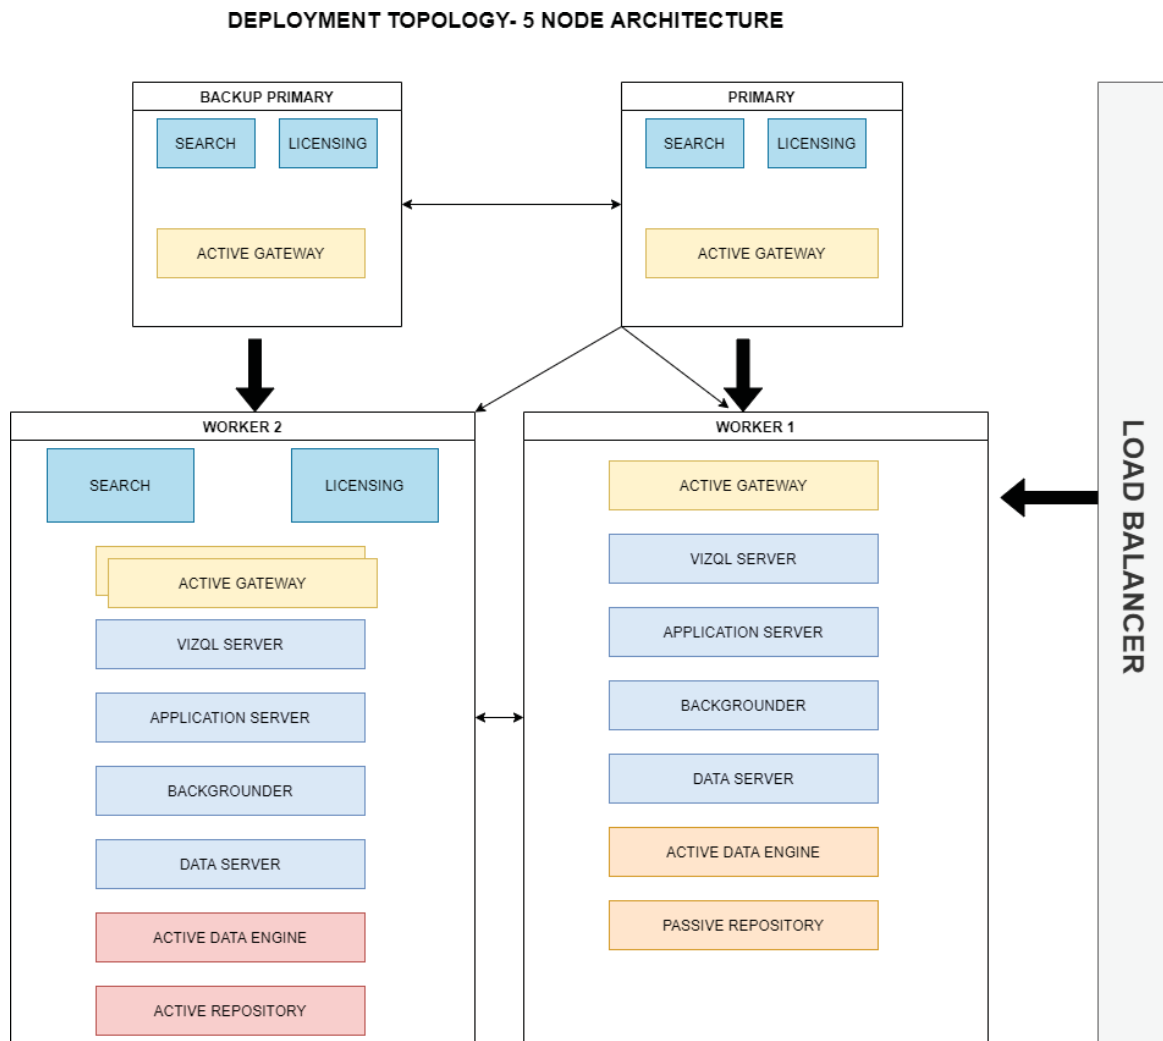 DEPLOYMENT TOPOLOGY- 5 NODE ARCHITECTURE
BACKUP PRIMARY
SEARCH
LICENSING
ACTIVE GATEWAY
PRIMARY
SEARCH
LICENSING
ACTIVE GATEWAY
WORKER 2
SEARCH
LICENSING
ACTIVE GATEWAY
VIZQL SERVER
APPLICATION SERVER
BACKGROUNDER
DATA SERVER
ACTIVE DATA ENGINE
ACTIVE REPOSITORY
WORKER 1
ACTIVE GATEWAY
VIZQL SERVER
APPLICATION SERVER
BACKGROUNDER
DATA SERVER
ACTIVE DATA ENGINE
PASSIVE REPOSITORY
LOAD BALANCER